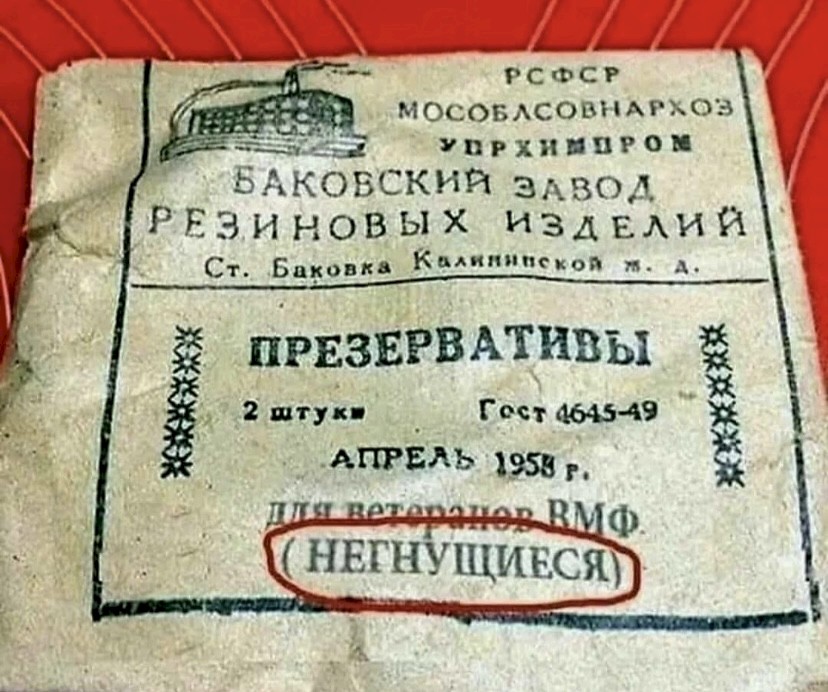 РСФСР
МОСОБЛСОВНАРХОЗ
УПРХИМПРОМ
БАКОВСКИЙ ЗАВОД
РЕЗИНОВЫХ ИЗДЕЛИЙ
Ст. Баковка Калининской ж. д.
ПРЕЗЕРВАТИВЫ
2 штуки Гост 4645-49
АПРЕЛЬ 1958 г.
для ветеранов ВМФ
(НЕГНУЩИЕСЯ)